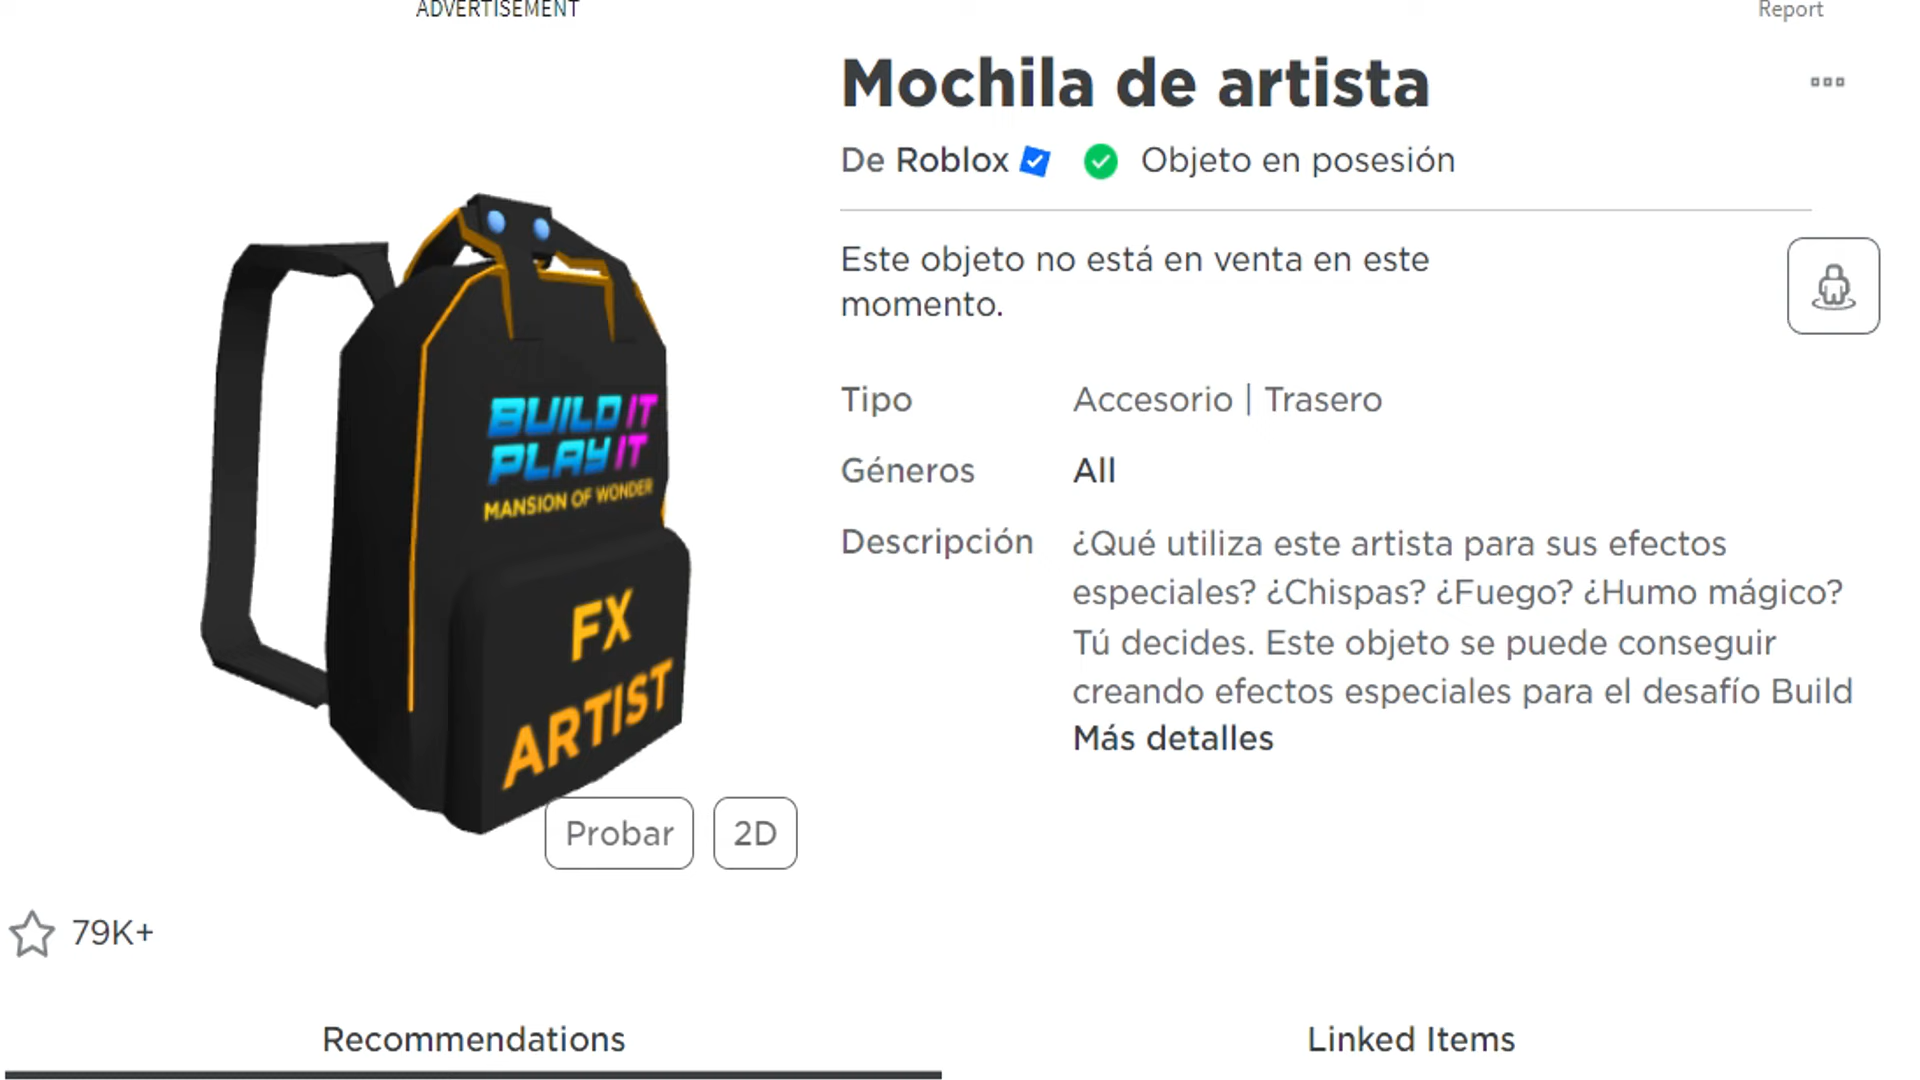 ADVERTISEMENT
Report
Mochila de artista
De Roblox
Objeto en posesión
Este objeto no está en venta en este
momento.
Tipo
Accesorio | Trasero
Géneros
All
Descripción
¿Qué utiliza este artista para sus efectos
especiales? ¿Chispas? ¿Fuego? ¿Humo mágico?
Tú decides. Este objeto se puede conseguir
creando efectos especiales para el desafío Build
Más detalles
BUILD IT
PLAY IT
MANSION OF WONDER
FX
ARTIST
Probar
2D
79K+
Recommendations
Linked Items